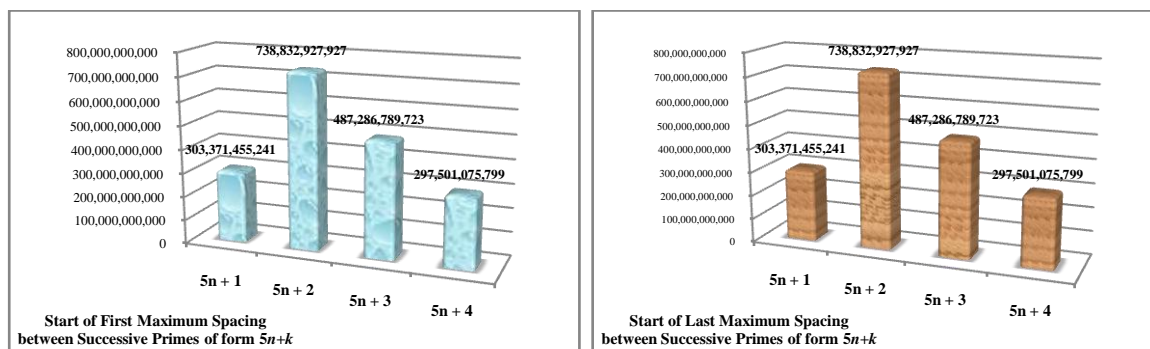 800,000,000,000
700,000,000,000
600,000,000,000
500,000,000,000
400,000,000,000
300,000,000,000
200,000,000,000
100,000,000,000
0
738,832,927,927
487,286,789,723
303,371,455,241
297,501,075,799
5n + 1
5n + 2
5n + 3
5n + 4
Start of First Maximum Spacing
between Successive Primes of form 5n+k
800,000,000,000
700,000,000,000
600,000,000,000
500,000,000,000
400,000,000,000
300,000,000,000
200,000,000,000
100,000,000,000
0
738,832,927,927
487,286,789,723
303,371,455,241
297,501,075,799
5n + 1
5n + 2
5n + 3
5n + 4
Start of Last Maximum Spacing
between Successive Primes of form 5n+k